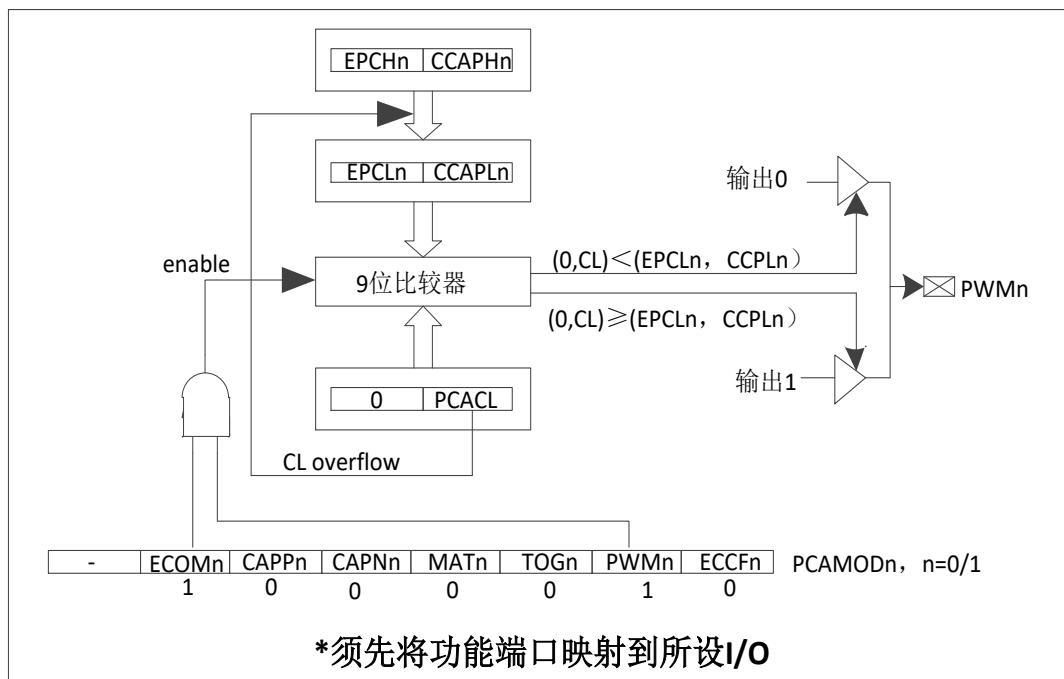 EPCHn CCAPHn
EPCLn CCAPLn
输出0
enable
(0,CL)＜(EPCLn，CCPLn）
9位比较器
PWMn
(0,CL)≥(EPCLn，CCPLn）
输出1
0 PCACL
CL overflow
- ECOMn CAPPn CAPNn MATn TOGn PWMn ECCFn PCAMODn，n=0/1
1 0 0 0 0 1 0
*须先将功能端口映射到所设I/O